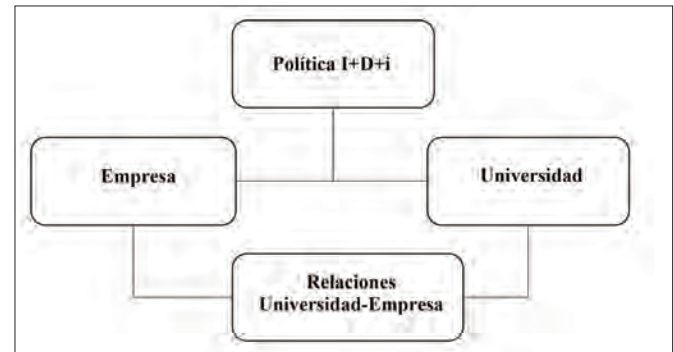 Política I+D+i
Empresa
Universidad
Relaciones
Universidad-Empresa